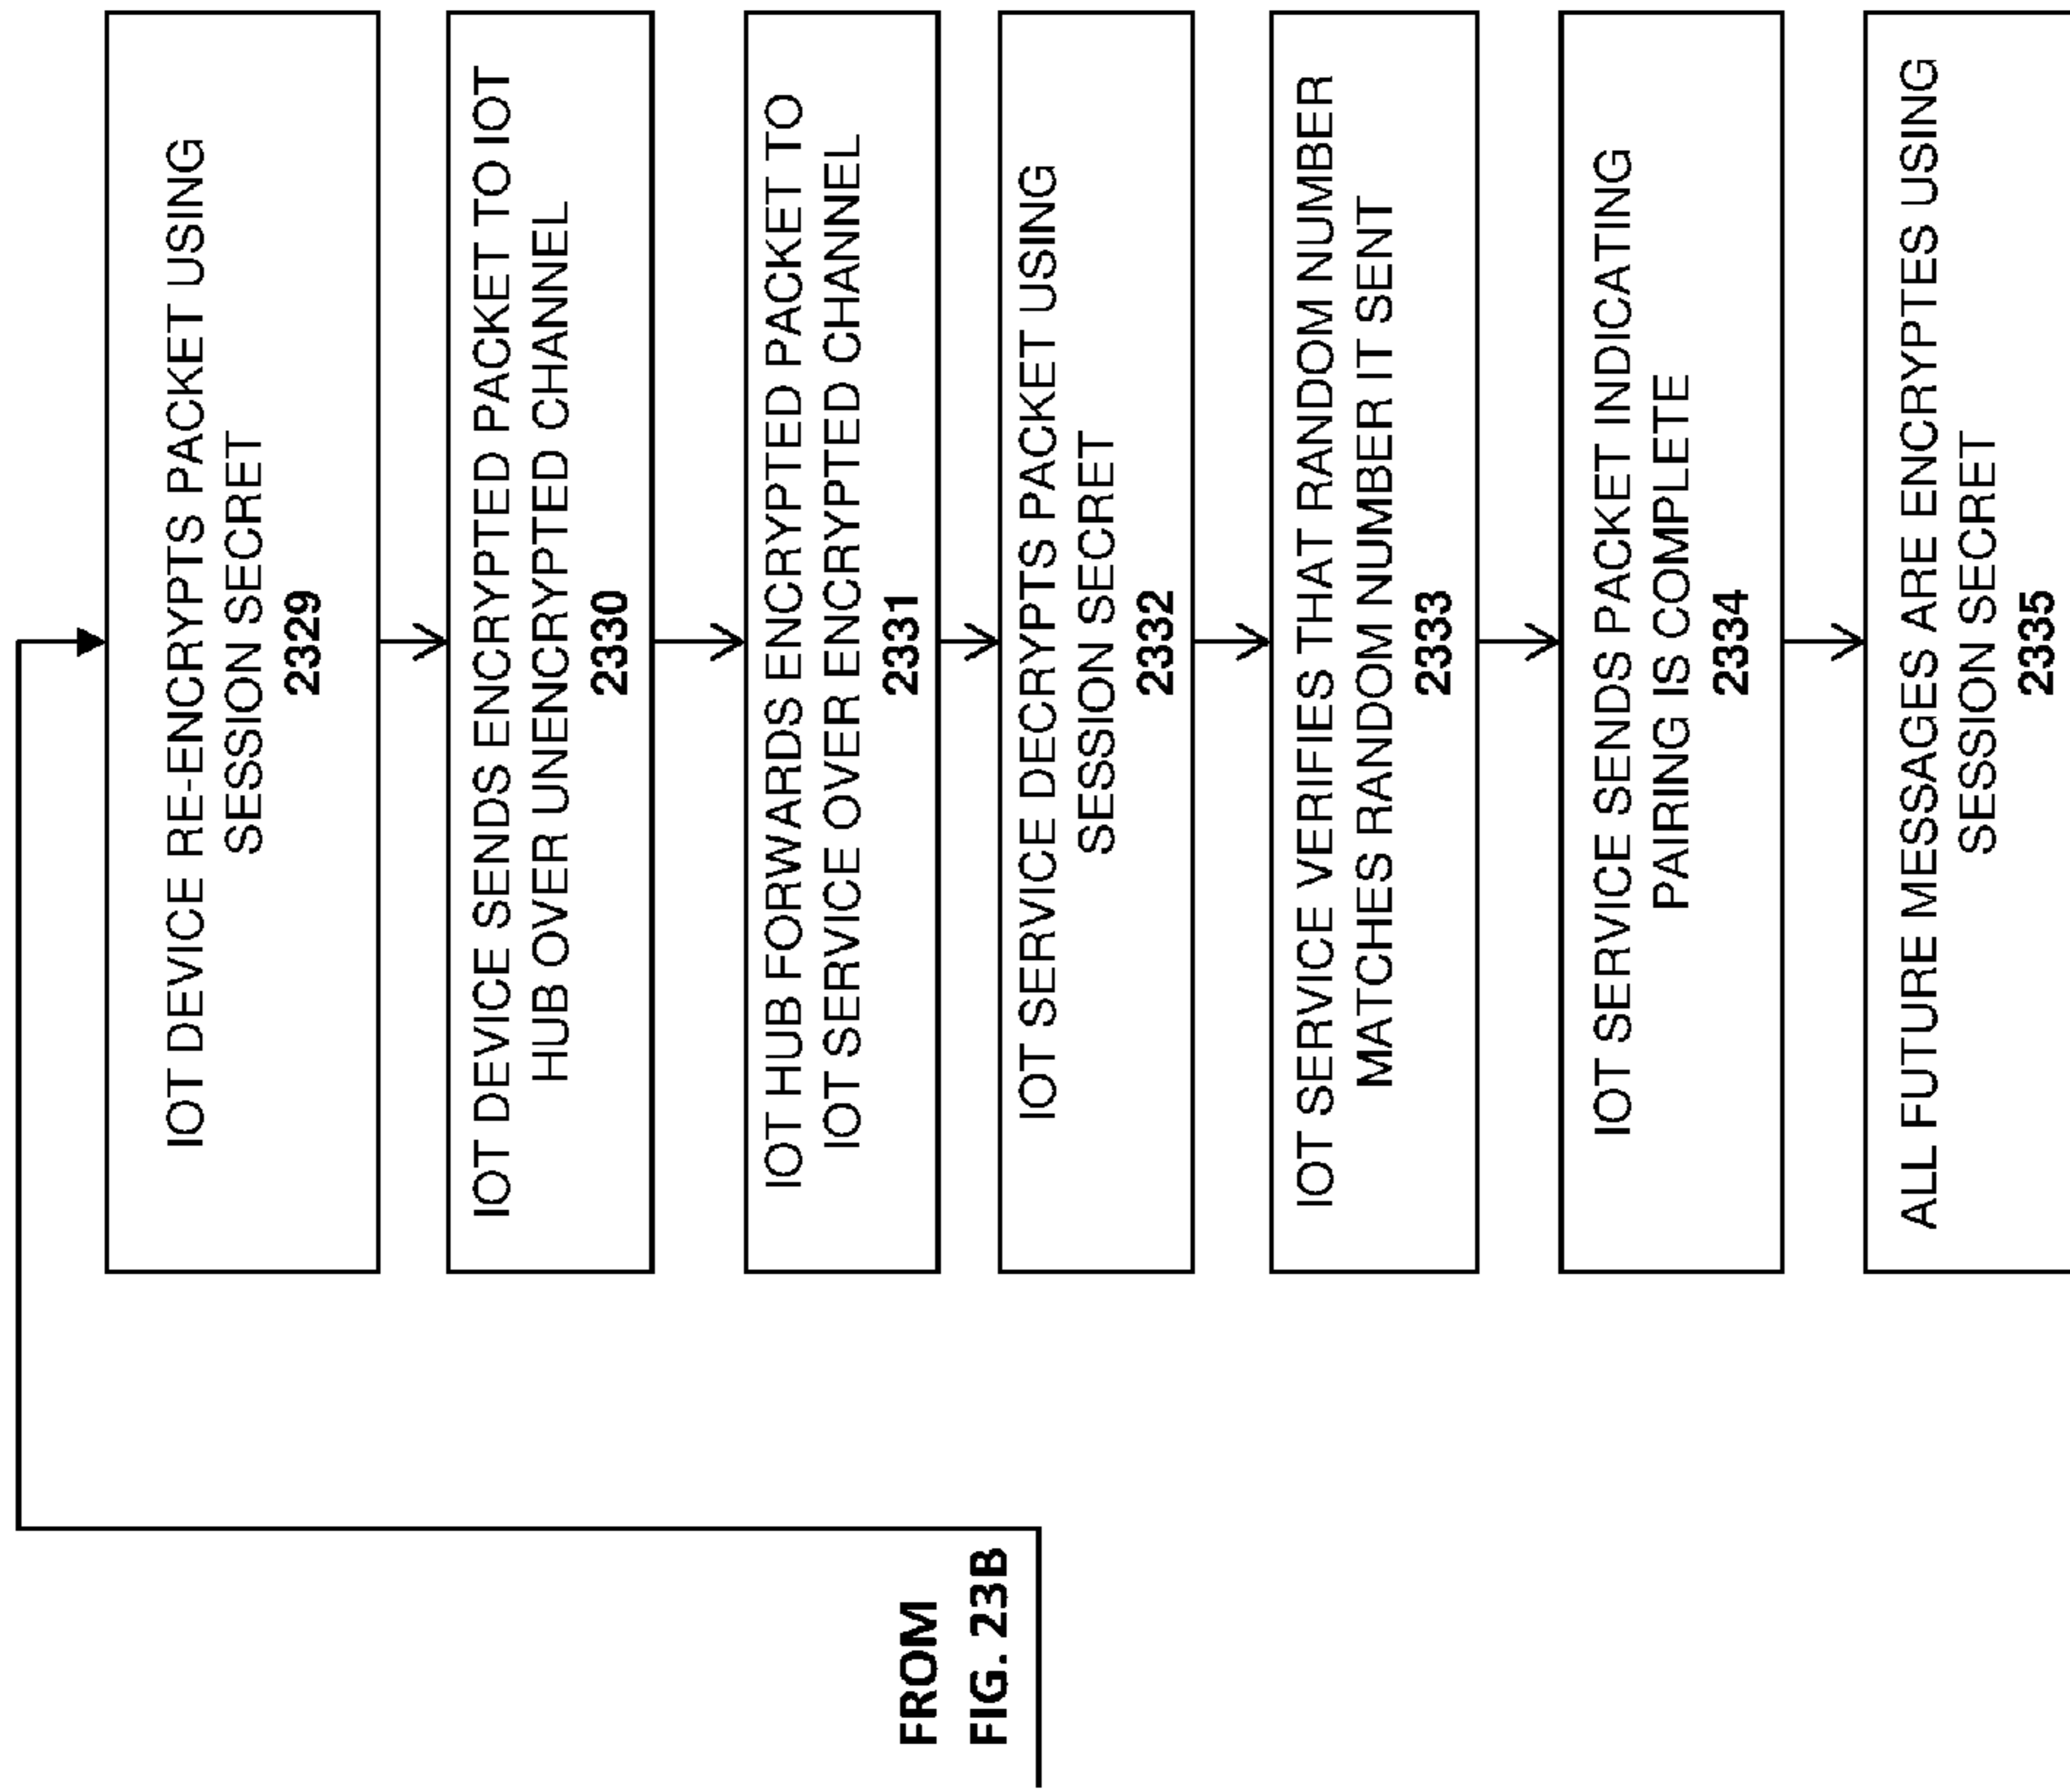 FROM
FIG. 23B
IOT DEVICE RE-ENCRYPTS PACKET USING
SESSION SECRET
2329
IOT DEVICE SENDS ENCRYPTED PACKET TO IOT
HUB OVER UNENCRYPTED CHANNEL
2330
IOT HUB FORWARDS ENCRYPTED PACKET TO
IOT SERVICE OVER ENCRYPTED CHANNEL
2331
IOT SERVICE DECRYPTS PACKET USING
SESSION SECRET
2332
IOT SERVICE VERIFIES THAT RANDOM NUMBER
MATCHES RANDOM NUMBER IT SENT
2333
IOT SERVICE SENDS PACKET INDICATING
PAIRING IS COMPLETE
2334
ALL FUTURE MESSAGES ARE ENCRYPTES USING
SESSION SECRET
2335